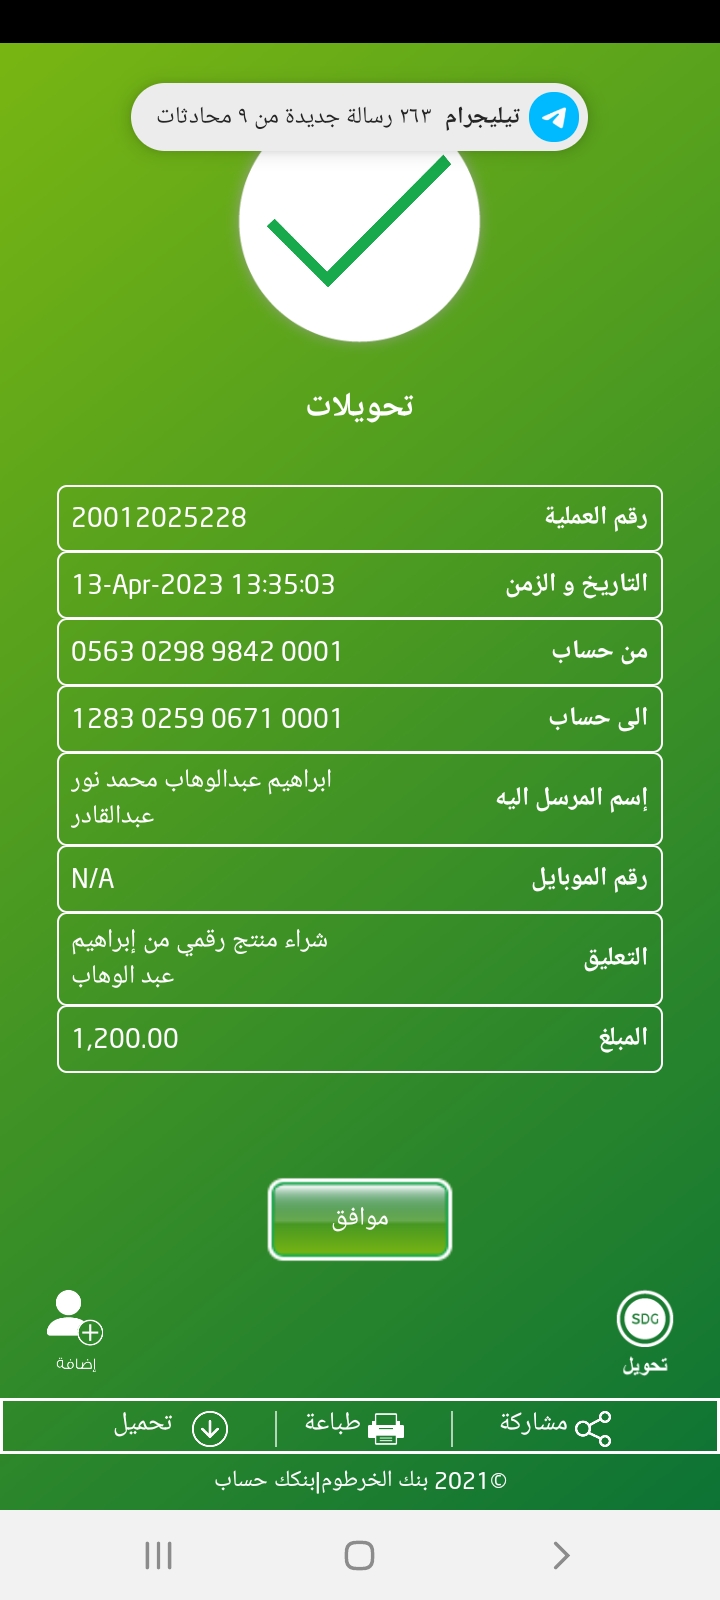 تيليجرام ٢٦٣ رسالة جديدة من ٩ محادثات
تحويلات
رقم العملية 20012025228
التاريخ و الزمن 13-Apr-2023 13:35:03
من حساب 0563 0298 9842 0001
الى حساب 1283 0259 0671 0001
إسم المرسل اليه ابراهيم عبدالوهاب محمد نور
عبدالقادر
رقم الموبايل N/A
التعليق شراء منتج رقمي من إبراهيم
عبد الوهاب
المبلغ 1,200.00
موافق
SDG
تحويل
إضافة
مشاركة طباعة تحميل
©2021 بنك الخرطوم|بنكك حساب